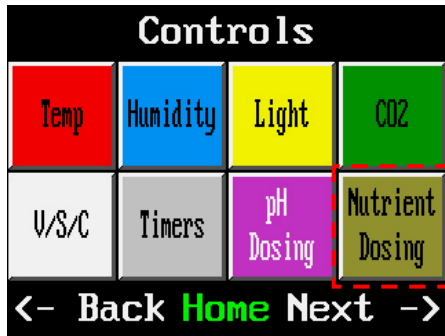 Controls
Temp
Humidity
Light
CO2
V/S/C
Timers
pH
Dosing
Nutrient
Dosing
<- Back Home Next ->